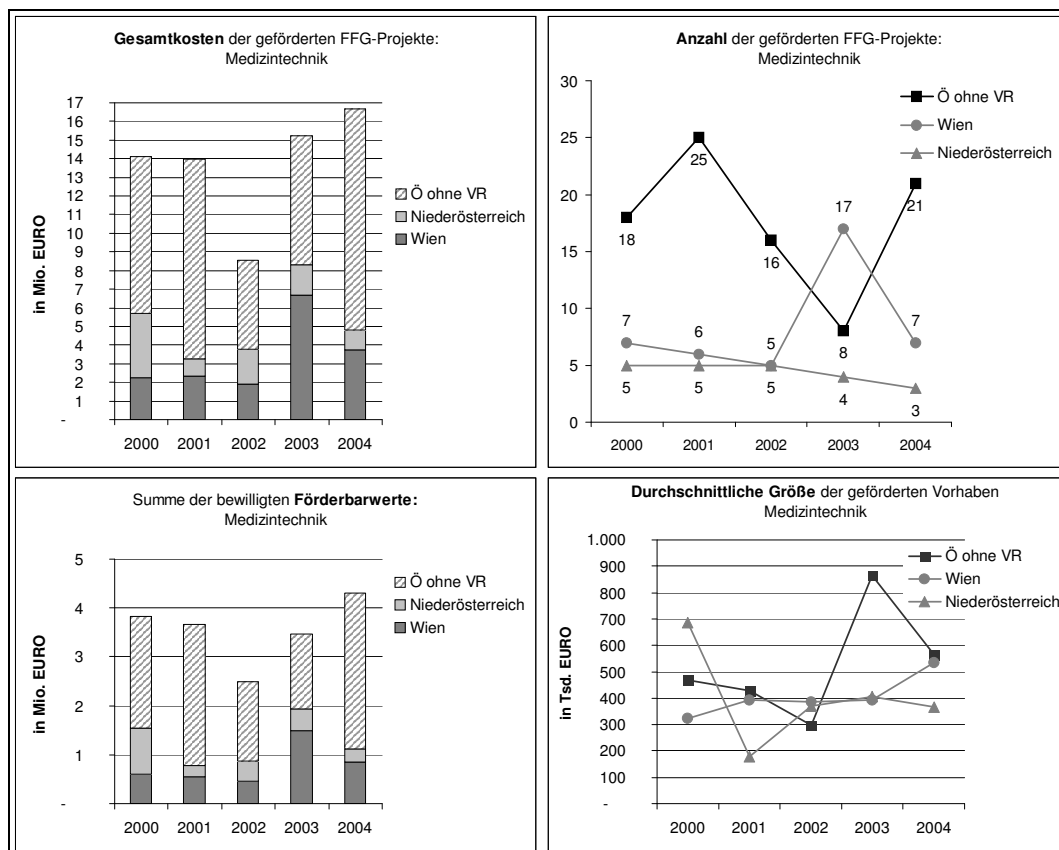 Gesamtkosten der geförderten FFG-Projekte:
Medizintechnik
in Mio. EURO
17
16
15
14
13
12
11
10
9
8
7
6
5
4
3
2
1
-
2000 2001 2002 2003 2004
Ö ohne VR
Niederösterreich
Wien
Anzahl der geförderten FFG-Projekte:
Medizintechnik
30
25
20
15
10
5
0
18 25 16 8 21
7 6 5 17 7
5 5 5 4 3
2000 2001 2002 2003 2004
Ö ohne VR
Wien
Niederösterreich
Summe der bewilligten Förderbarwerte:
Medizintechnik
in Mio. EURO
5
4
3
2
1
-
2000 2001 2002 2003 2004
Ö ohne VR
Niederösterreich
Wien
Durchschnittliche Größe der geförderten Vorhaben
Medizintechnik
in Tsd. EURO
1.000
900
800
700
600
500
400
300
200
100
-
2000 2001 2002 2003 2004
Ö ohne VR
Wien
Niederösterreich